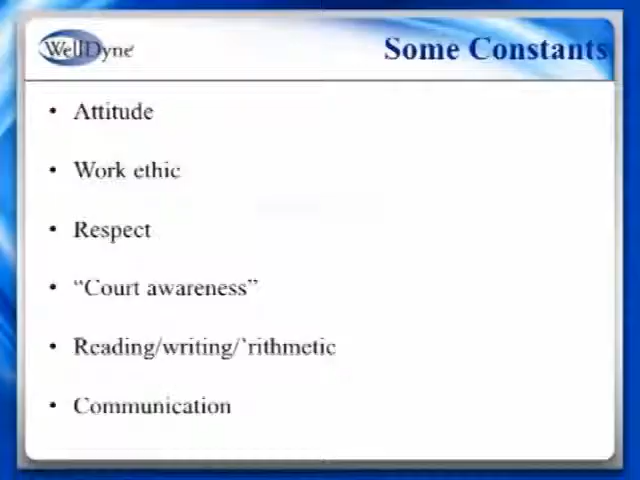 WellDyne
Some Constants
• Attitude
• Work ethic
• Respect
• “Court awareness”
• Reading/writing/’rithmetic
• Communication